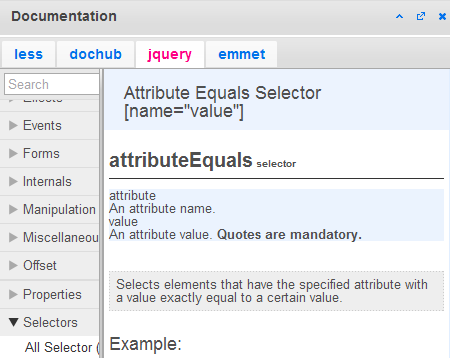 Documentation
less dochub jquery emmet
Search
Effects
Events
Forms
Internals
Manipulation
Miscellaneou
Offset
Properties
Selectors
All Selector (
Attribute Equals Selector
[name="value"]
attributeEquals selector
attribute
An attribute name.
value
An attribute value. Quotes are mandatory.
Selects elements that have the specified attribute with
a value exactly equal to a certain value.
Example: